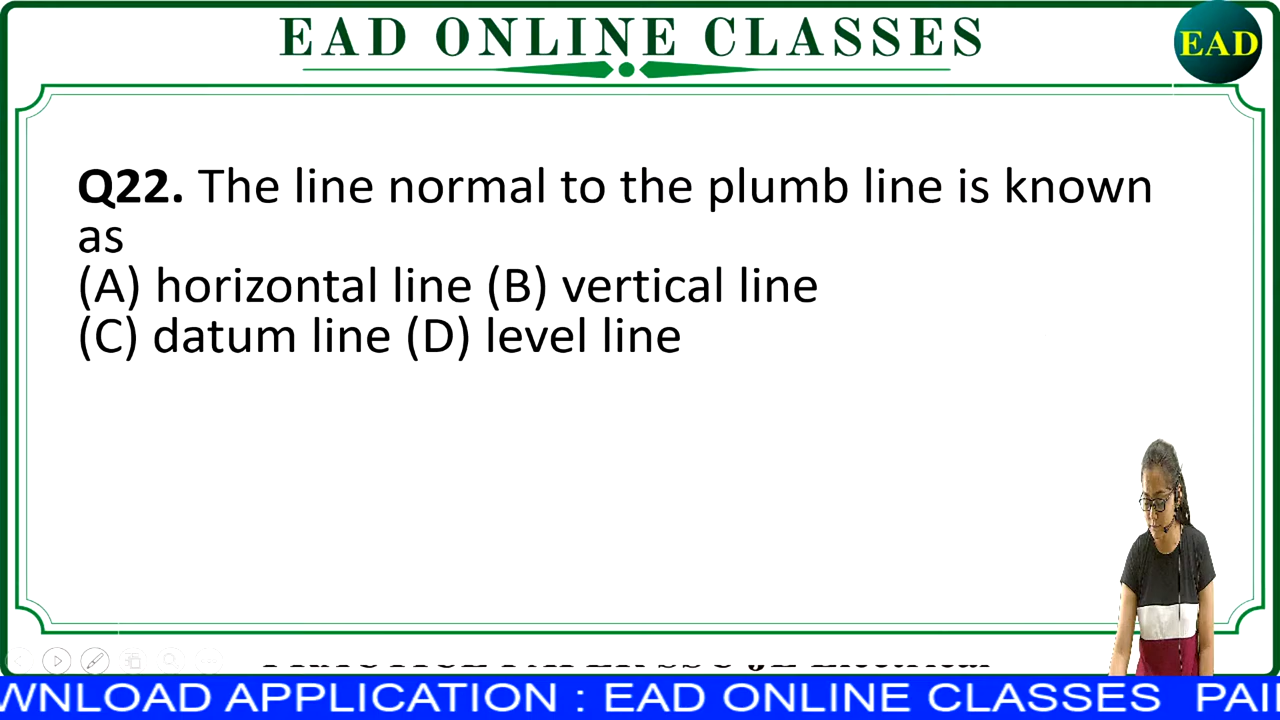 EAD ONLINE CLASSES
EAD
Q22. The line normal to the plumb line is known
as
(A) horizontal line (B) vertical line
(C) datum line (D) level line
WNLOAD APPLICATION : EAD ONLINE CLASSES PAI